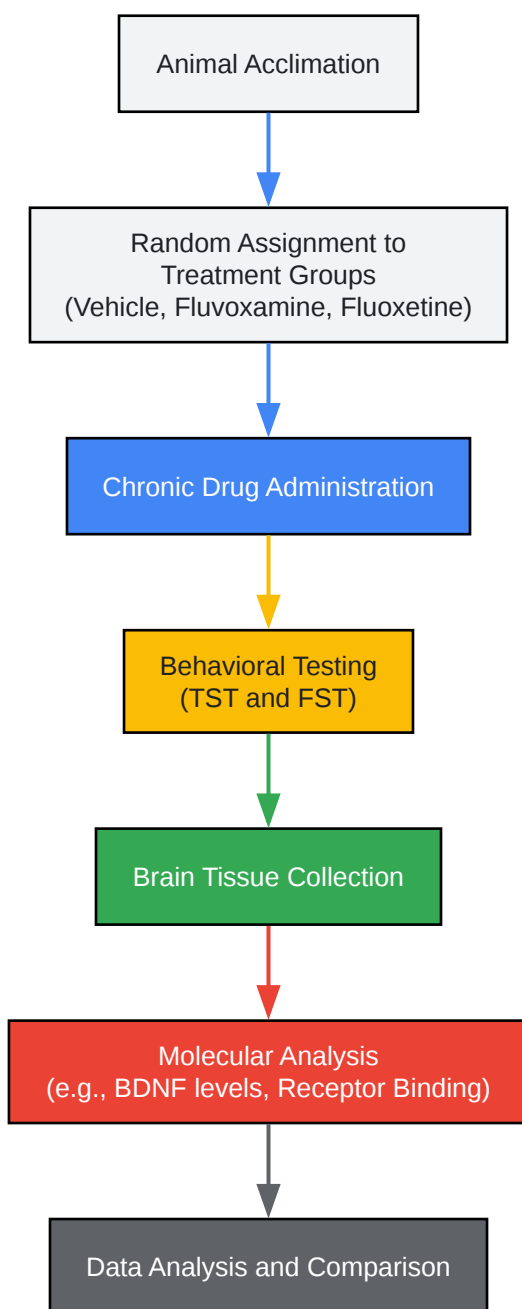 Animal Acclimation
Random Assignment to
Treatment Groups
(Vehicle, Fluvoxamine, Fluoxetine)
Chronic Drug Administration
Behavioral Testing
(TST and FST)
Brain Tissue Collection
Molecular Analysis
(e.g., BDNF levels, Receptor Binding)
Data Analysis and Comparison